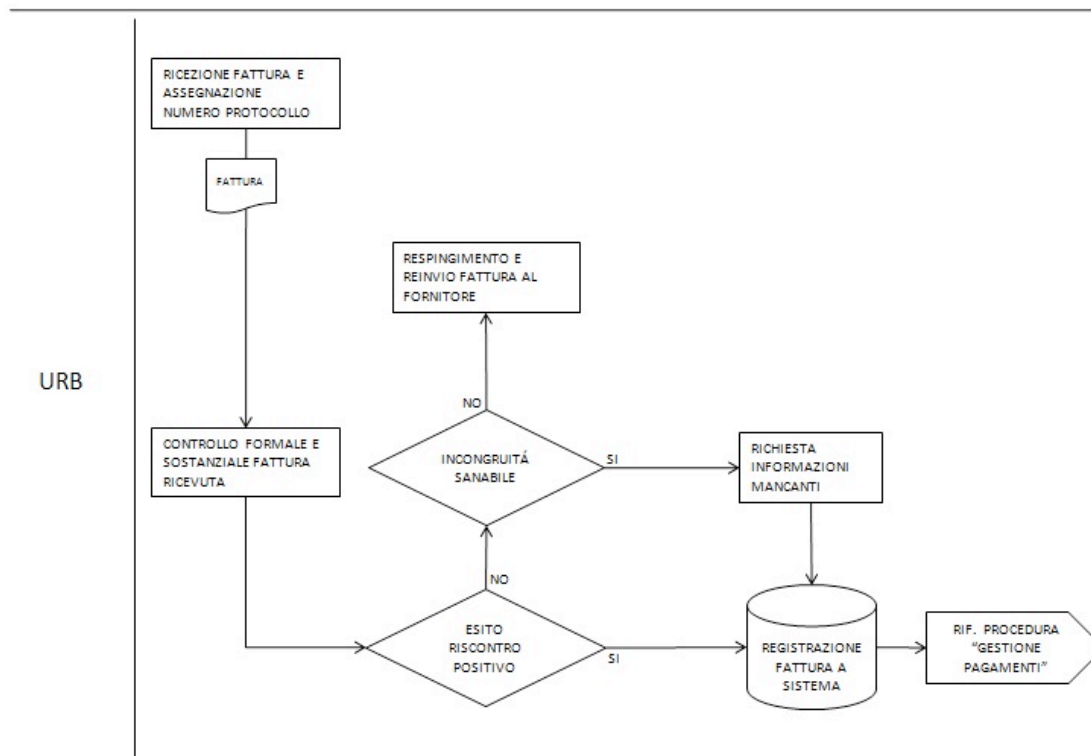 RICEZIONE FATTURA E
ASSEGNAZIONE
NUMERO PROTOCOLLO
FATTURA
RESPINGIMENTO E
REINVIO FATTURA AL
FORNITORE
URB
NO
CONTROLLO FORMALE E
SOSTANZIALE FATTURA
RICEVUTA
INCONGRUITÁ
SANABILE
SI
RICHIESTA
INFORMAZIONI
MANCANTI
NO
ESITO
RISCONTRO
POSITIVO
SI
REGISTRAZIONE
FATTURA A
SISTEMA
RIF. PROCEDURA
"GESTIONE
PAGAMENTI"